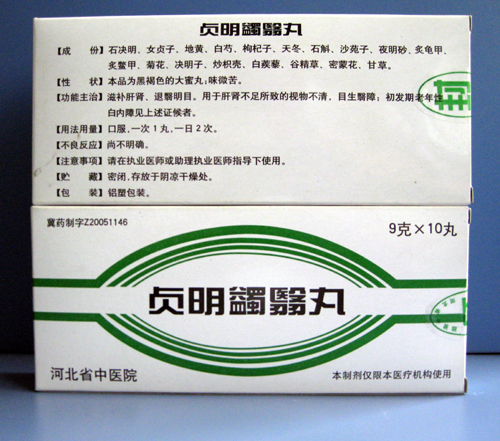 贞明蠲翳丸
【成　份】石决明、女贞子、地黄、白芍、枸杞子、天冬、石斛、沙苑子、夜明砂、炙龟甲、
炙鳖甲、菊花、决明子、炒枳壳、白蒺藜、谷精草、密蒙花、甘草。
【性　状】本品为黑褐色的大蜜丸;味微苦。
【功能主治】滋补肝肾、退翳明目。用于肝肾不足所致的视物不清,目生翳障;初发期老年性
白内障见上述证候者。
【用法用量】口服,一次1丸,一日2次。
【不良反应】尚不明确。
【注意事项】请在执业医师或助理执业医师指导下使用。
【贮　藏】密闭,存放于阴凉干燥处。
【包　装】铝塑包装。
冀药制字Z20051146
9克×10丸
贞明蠲翳丸
河北省中医院
本制剂仅限本医疗机构使用